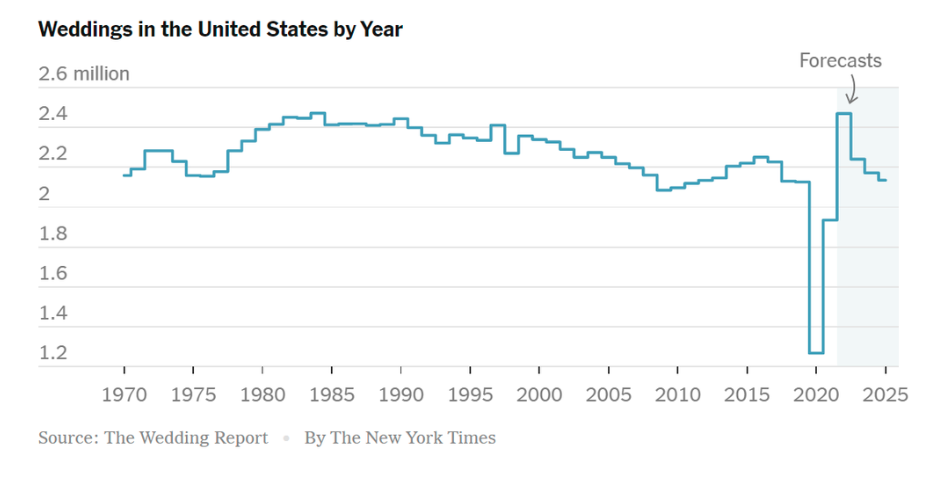 Weddings in the United States by Year
Forecasts
2.6 million
2.4
2.2
2
1.8
1.6
1.4
1.2
1970 1975 1980 1985 1990 1995 2000 2005 2010 2015 2020 2025
Source: The Wedding Report • By The New York Times